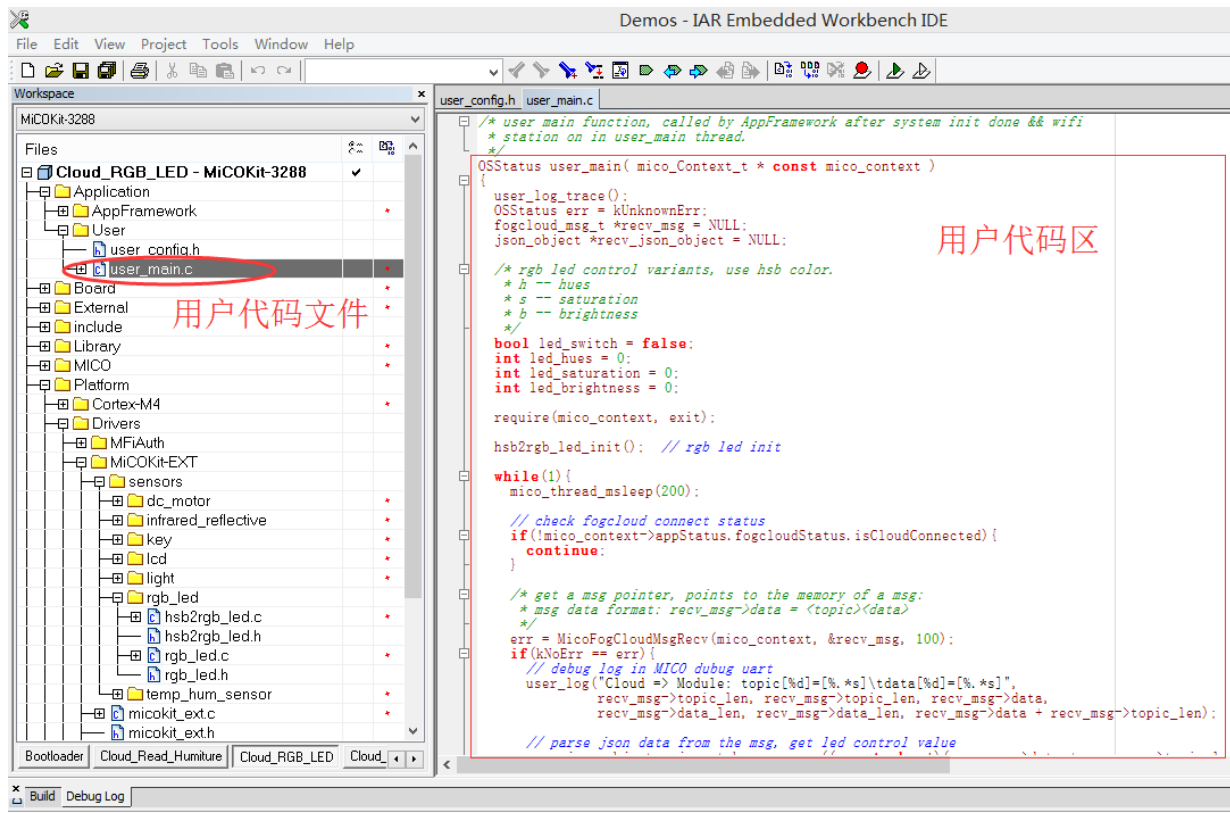 Demos - IAR Embedded Workbench IDE
File Edit View Project Tools Window Help
Workspace
MiCOKit-3288
Files
Cloud_RGB_LED - MiCOKit-3288
Application
AppFramework
User
user_config.h
user_main.c
Board
External
include
Library
MICO
Platform
Cortex-M4
Drivers
MFiAuth
MiCOKit-EXT
sensors
dc_motor
infrared_reflective
key
lcd
light
rgb_led
hsb2rgb_led.c
hsb2rgb_led.h
rgb_led.c
rgb_led.h
temp_hum_sensor
micokit_ext.c
micokit_ext.h
用户代码文件
Bootloader Cloud_Read_Humiture Cloud_RGB_LED Cloud_
user_config.h user_main.c
/* user main function, called by AppFramework after system init done && wifi
* station on in user_main thread.
*/
OSStatus user_main( mico_Context_t * const mico_context )
{
user_log_trace();
OSStatus err = kUnknownErr;
fogcloud_msg_t *recv_msg = NULL;
json_object *recv_json_object = NULL;
用户代码区
/* rgb led control variants, use hsb color.
* h -- hues
* s -- saturation
* b -- brightness
*/
bool led_switch = false;
int led_hues = 0;
int led_saturation = 0;
int led_brightness = 0;
require(mico_context, exit);
hsb2rgb_led_init(); // rgb led init
while(1){
mico_thread_msleep(200);
// check fogcloud connect status
if(!mico_context->appStatus.fogcloudStatus.isCloudConnected){
continue;
}
/* get a msg pointer, points to the memory of a msg:
* msg data format: recv_msg->data = <topic><data>
*/
err = MicoFogCloudMsgRecv(mico_context, &recv_msg, 100);
if(kNoErr == err){
// debug log in MICO dubug uart
user_log("Cloud => Module: topic[%d]=[%.*s]\tdata[%d]=[%.*s]",
recv_msg->topic_len, recv_msg->topic_len, recv_msg->data,
recv_msg->data_len, recv_msg->data_len, recv_msg->data + recv_msg->topic_len);
// parse json data from the msg, get led control value
Build Debug Log